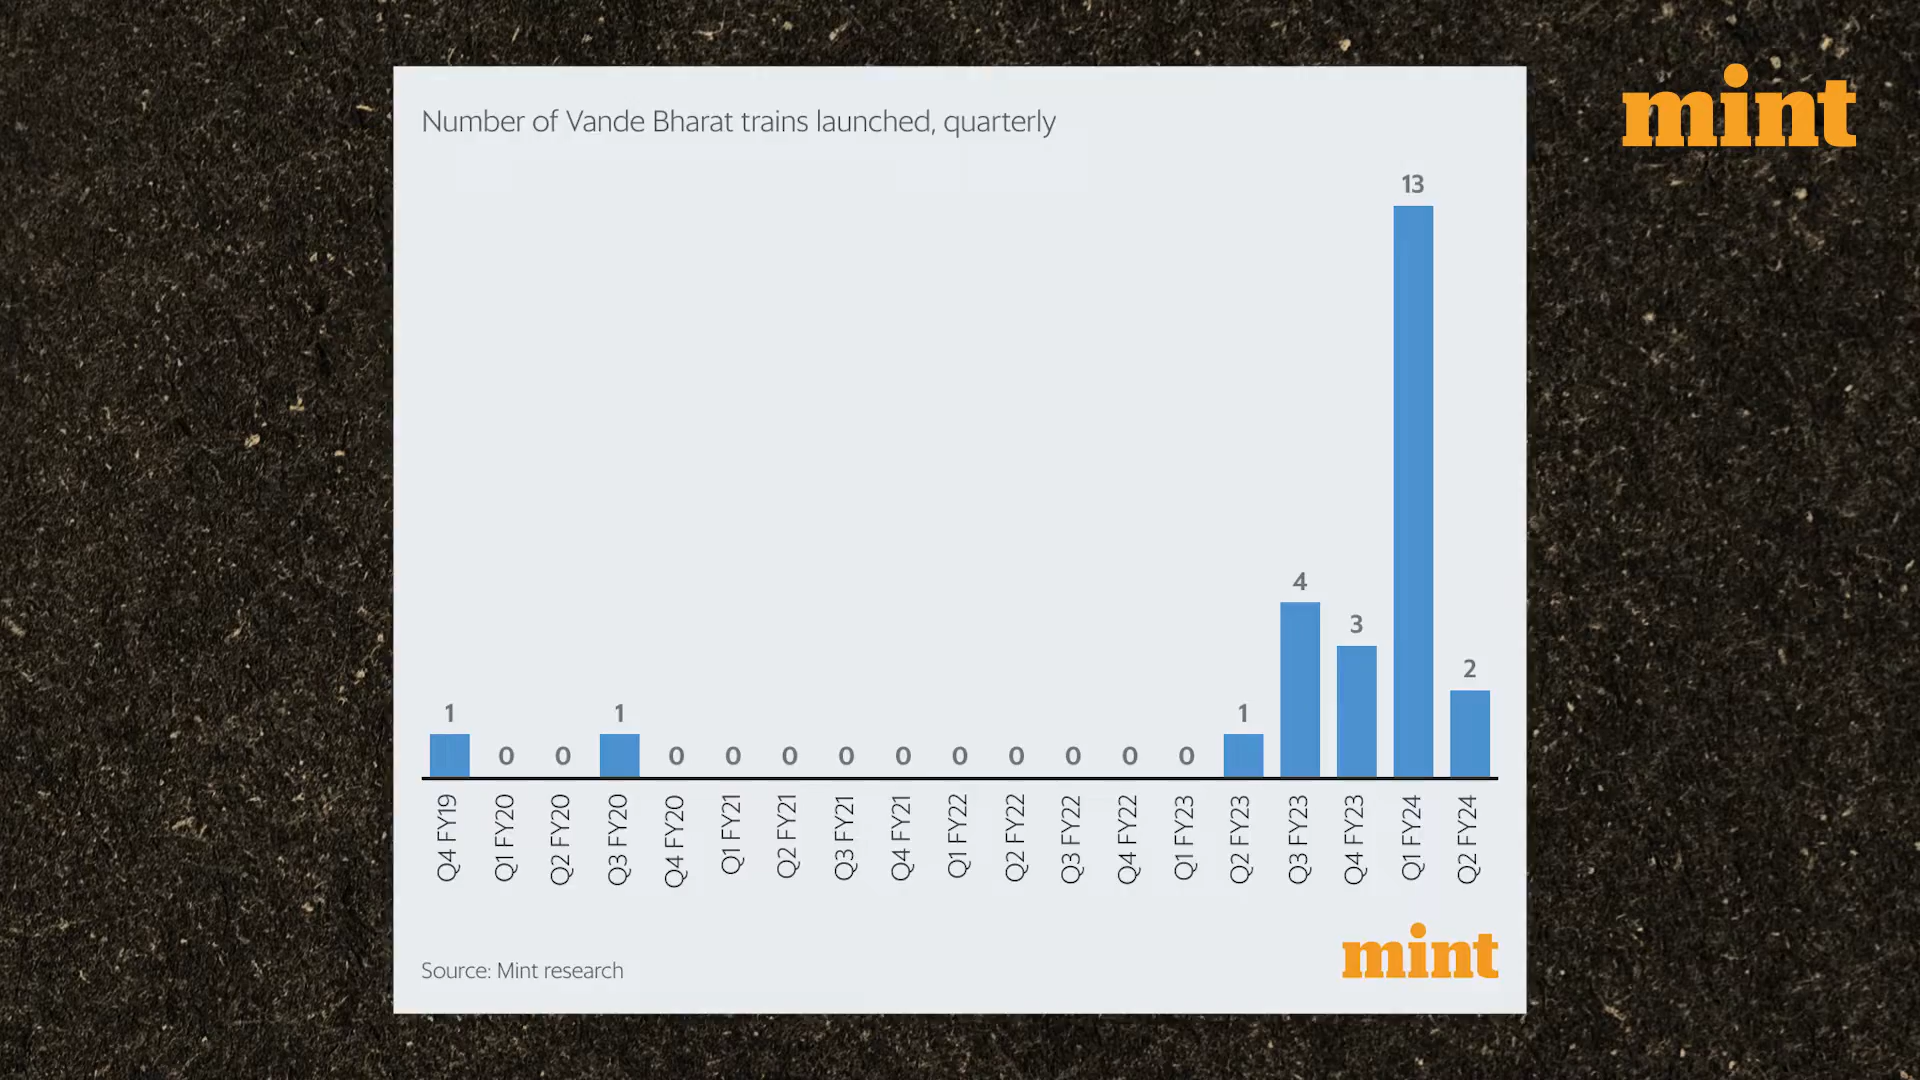 mint
Number of Vande Bharat trains launched, quarterly
13
4
3
2
1
0
0
1
0
0
0
0
0
0
0
0
0
0
1
Q4 FY19
Q1 FY20
Q2 FY20
Q3 FY20
Q4 FY20
Q1 FY21
Q2 FY21
Q3 FY21
Q4 FY21
Q1 FY22
Q2 FY22
Q3 FY22
Q4 FY22
Q1 FY23
Q2 FY23
Q3 FY23
Q4 FY23
Q1 FY24
Q2 FY24
mint
Source: Mint research